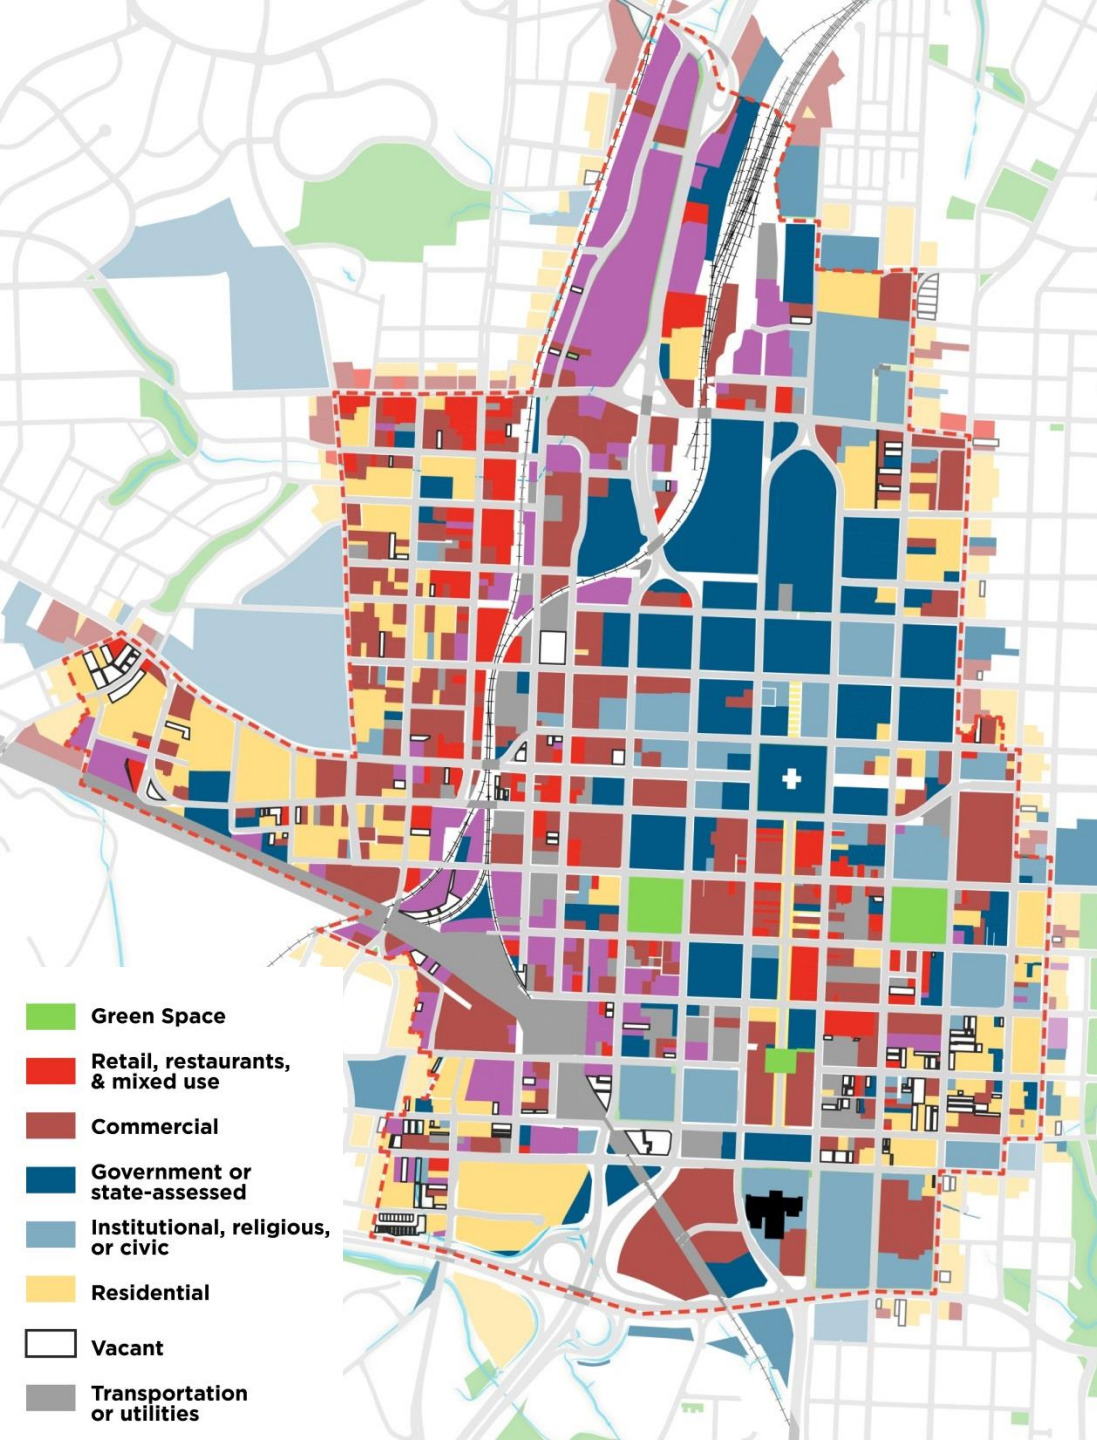 Green Space
Retail, restaurants,
& mixed use
Commercial
Government or
state-assessed
Institutional, religious,
or civic
Residential
Vacant
Transportation
or utilities